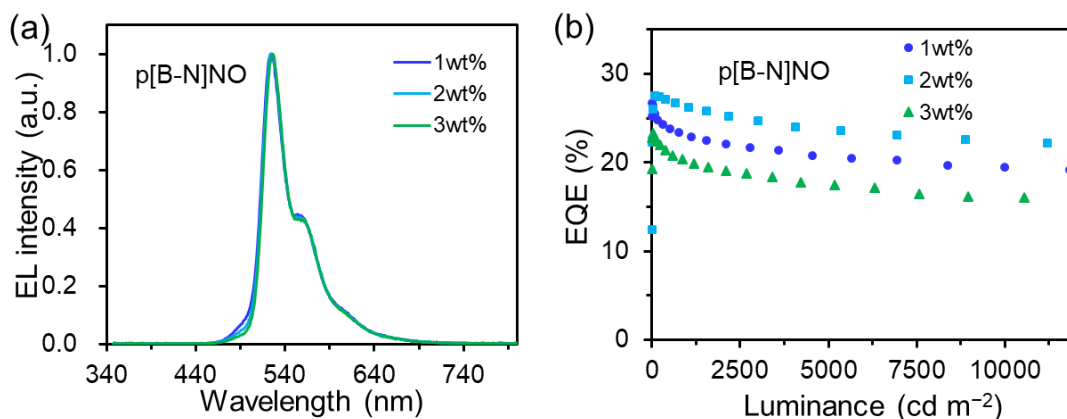 (a)
p[B-N]NO
1wt%
2wt%
3wt%
EL intensity (a.u.)
1.0
0.8
0.6
0.4
0.2
0.0
340
440
540
640
740
Wavelength (nm)
(b)
p[B-N]NO
1wt%
2wt%
3wt%
EQE (%)
30
20
10
0
0
2500
5000
7500
10000
Luminance (cd m⁻²)